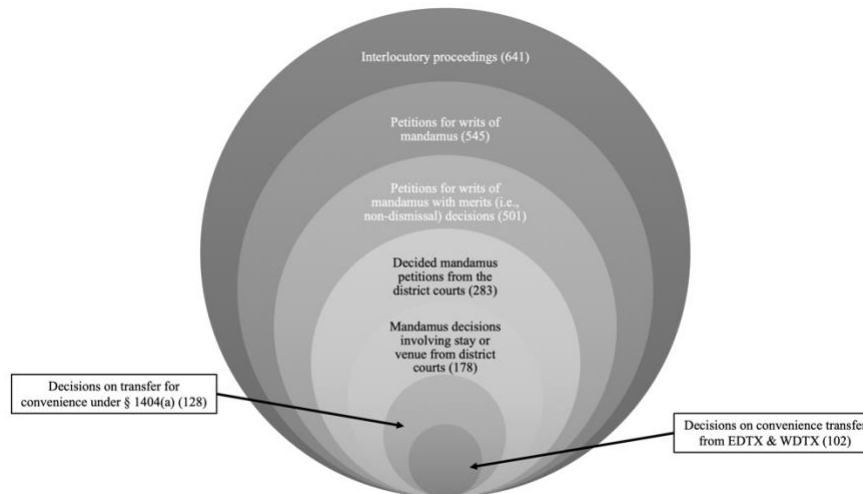 Interlocutory proceedings (641)
Petitions for writs of
mandamus (545)
Petitions for writs of
mandamus with merits (i.e.,
non-dismissal) decisions (501)
Decided mandamus
petitions from the
district courts (283)
Mandamus decisions
involving stay or
venue from district
courts (178)
Decisions on transfer for
convenience under § 1404(a) (128)
Decisions on convenience transfer
from EDTX & WDTX (102)